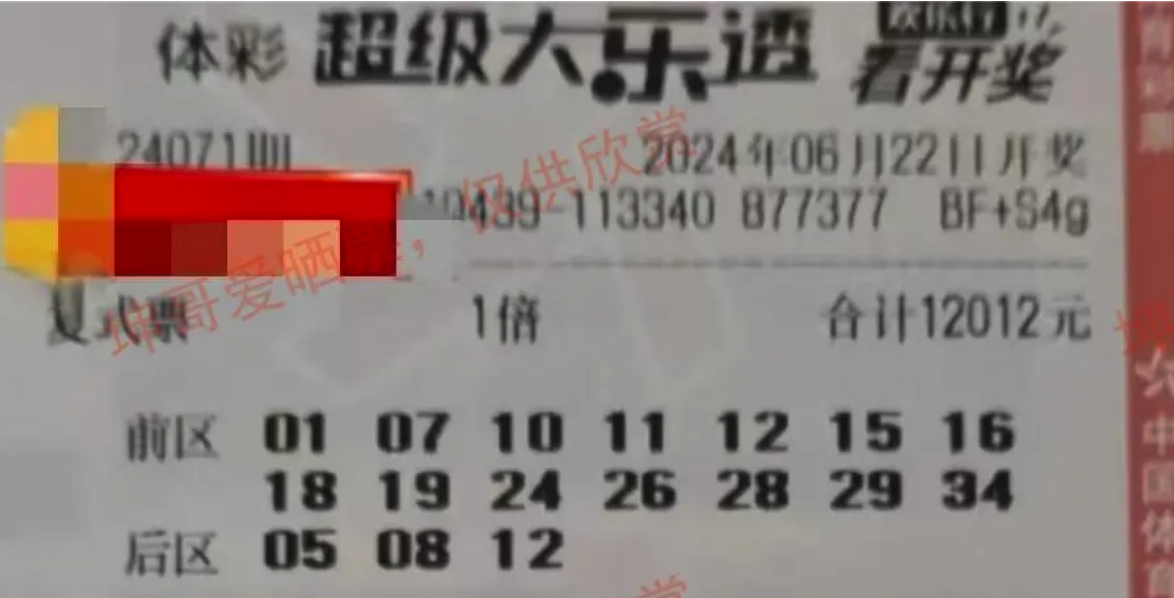 体彩 超级大乐透 看开奖
24071期 2024年06月22日开奖
10439-113340 877377 BF+S4g
复式票 1倍 合计12012元
前区 01 07 10 11 12 15 16
18 19 24 26 28 29 34
后区 05 08 12
坤哥爱晒票，仅供欣赏
中国体育